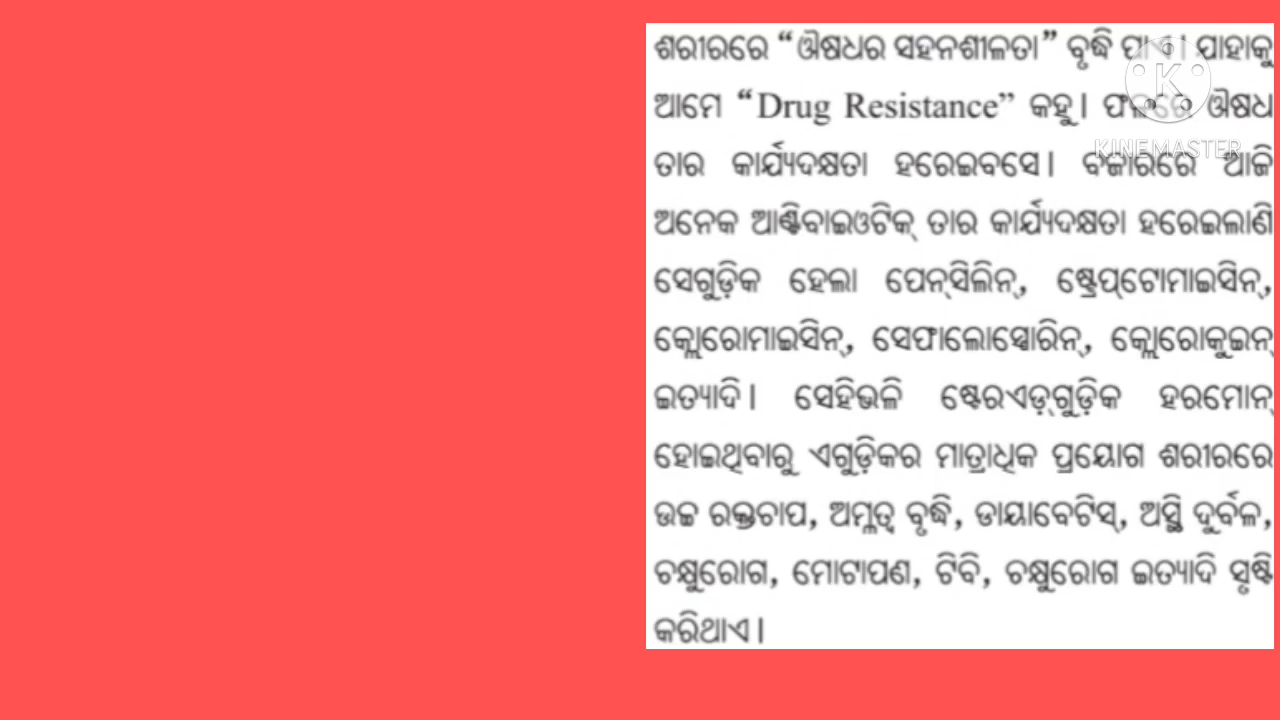 ଶରୀରରେ “ଔଷଧର ସହନଶୀଳତା” ବୃଦ୍ଧି ପାଏ। ଯାହାକୁ
ଆମେ “Drug Resistance” କହୁ। ଫଳରେ ଔଷଧ
ତାର କାର୍ଯ୍ୟଦକ୍ଷତା ହରେଇବସେ। ବଜାରରେ ଆଜି
ଅନେକ ଆଣ୍ଟିବାଇଓଟିକ୍ ତାର କାର୍ଯ୍ୟଦକ୍ଷତା ହରେଇଲାଣି
ସେଗୁଡ଼ିକ ହେଲା ପେନ୍‌ସିଲିନ୍, ଷ୍ଟ୍ରେପ୍‌ଟୋମାଇସିନ୍,
କ୍ଲୋରୋମାଇସିନ୍, ସେଫାଲୋସ୍ପୋରିନ୍, କ୍ଲୋରୋକୁଇନ୍
ଇତ୍ୟାଦି। ସେହିଭଳି ଷ୍ଟେରଏଡ୍‌ଗୁଡ଼ିକ ହରମୋନ୍
ହୋଇଥିବାରୁ ଏଗୁଡ଼ିକର ମାତ୍ରାଧିକ ପ୍ରୟୋଗ ଶରୀରରେ
ଉଚ୍ଚ ରକ୍ତଚାପ, ଅମ୍ଳତ୍ୱ ବୃଦ୍ଧି, ଡାୟାବେଟିସ୍, ଅସ୍ଥି ଦୁର୍ବଳ,
ଚକ୍ଷୁରୋଗ, ମୋଟାପଣ, ଟିବି, ଚକ୍ଷୁରୋଗ ଇତ୍ୟାଦି ସୃଷ୍ଟି
କରିଥାଏ।
K
KINEMASTER